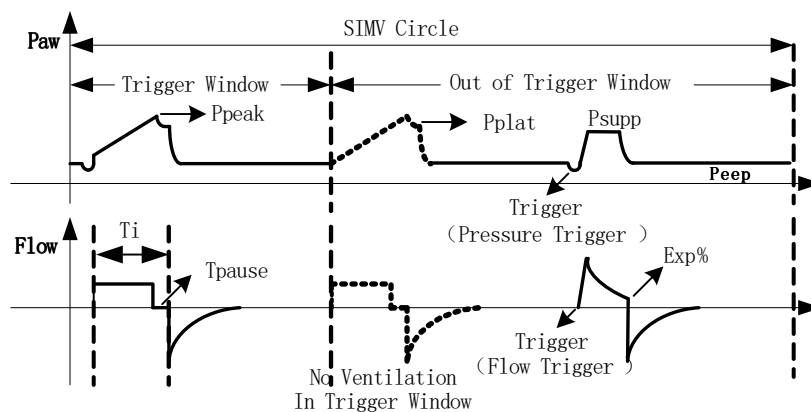 SIMV Circle
Paw
Trigger Window
Out of Trigger Window
Ppeak
Pplat
Psupp
Peep
Trigger
(Pressure Trigger )
Flow
Ti
Tpause
Exp%
Trigger
(Flow Trigger )
No Ventilation
In Trigger Window